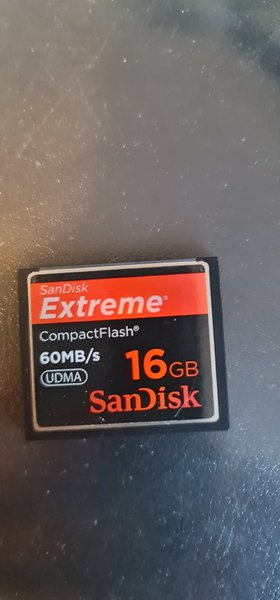 SanDisk
Extreme®
CompactFlash®
60MB/s 16GB
UDMA
SanDisk